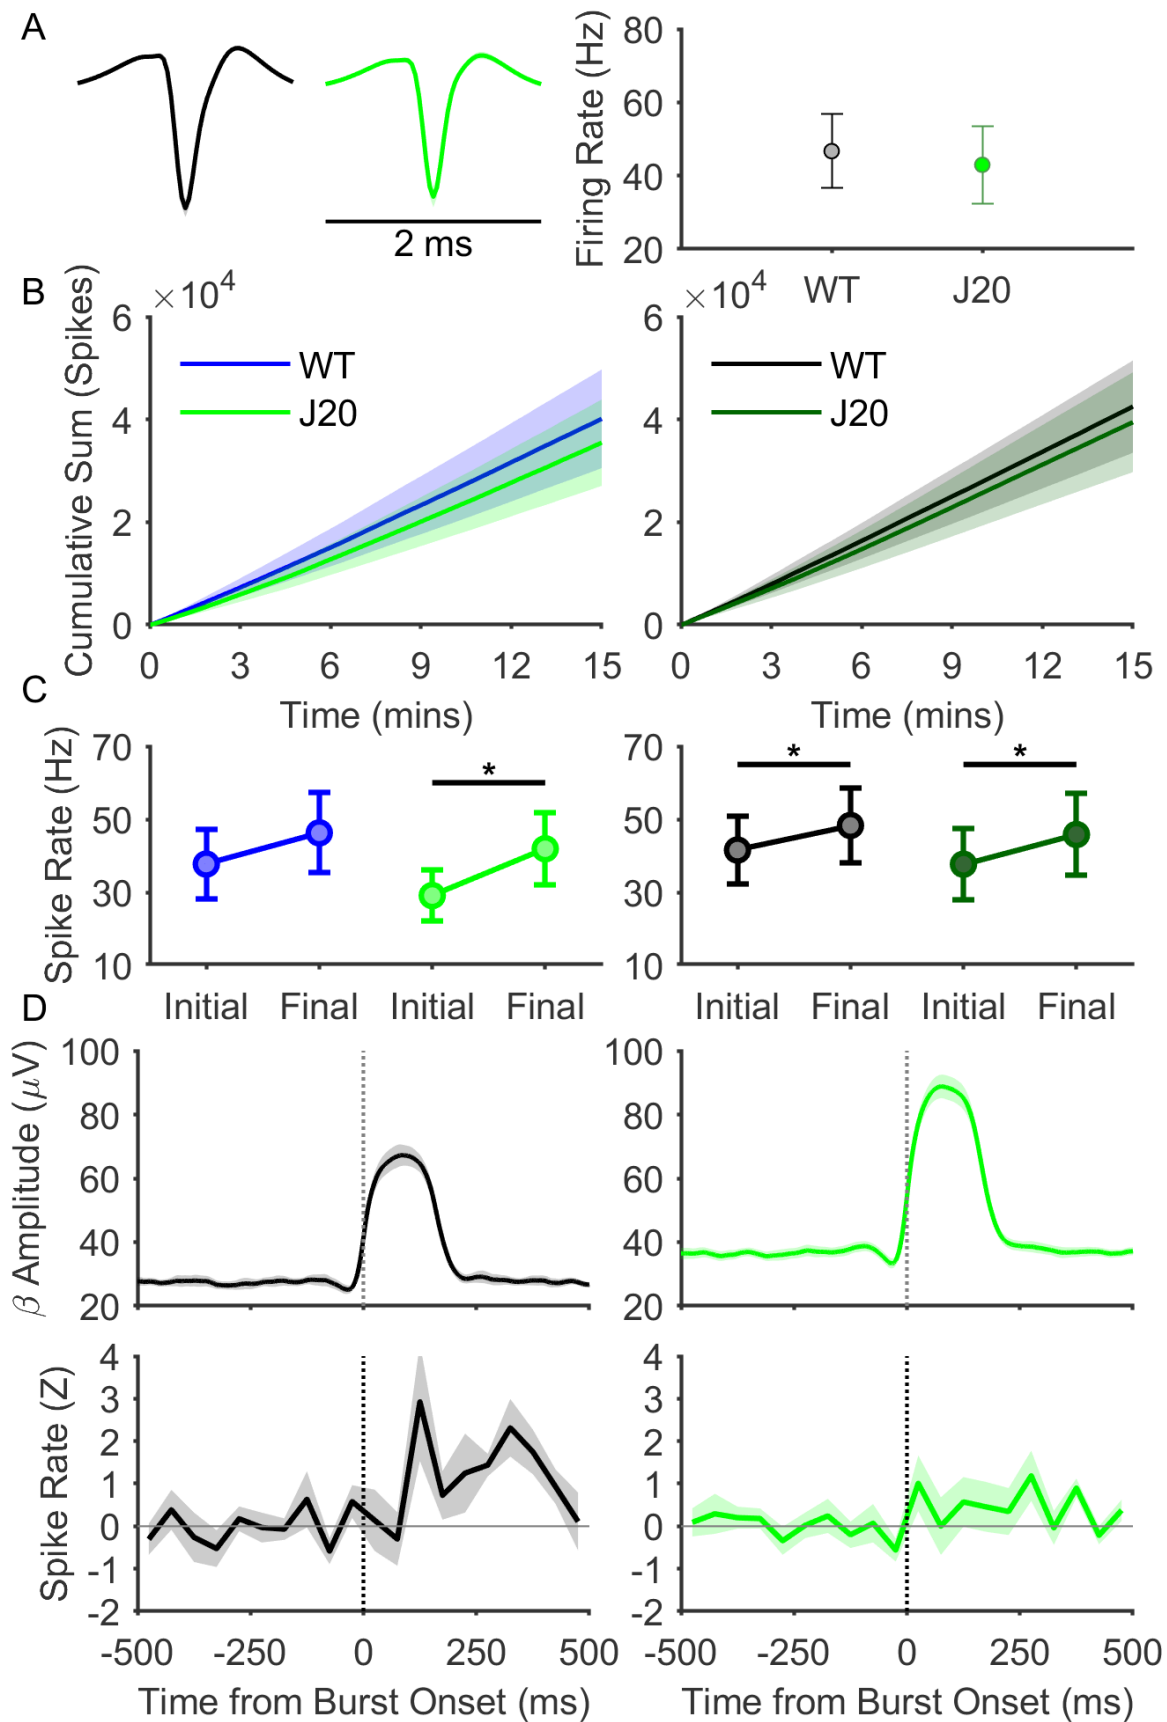 A
2 ms
Firing Rate (Hz)
80
60
40
20
WT
J20
B
Cumulative Sum (Spikes)
×10⁴
6
4
2
0
WT
J20
0 3 6 9 12 15
Time (mins)
×10⁴
6
4
2
0
WT
J20
0 3 6 9 12 15
Time (mins)
C
Spike Rate (Hz)
70
50
30
10
*
Initial Final Initial Final
70
50
30
10
* *
Initial Final Initial Final
D
β Amplitude (μV)
100
80
60
40
20
100
80
60
40
20
Spike Rate (Z)
4
3
2
1
0
-1
-2
-500 -250 0 250 500
Time from Burst Onset (ms)
4
3
2
1
0
-1
-2
-500 -250 0 250 500
Time from Burst Onset (ms)